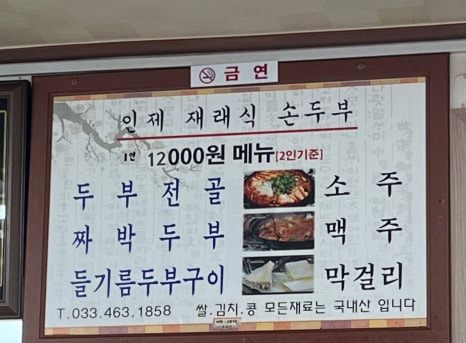 금연
인제 재래식 손두부
1인 12000원 메뉴[2인기준]
두부전골 소주
짜박두부 맥주
들기름두부구이 막걸리
T.033.463.1858 쌀.김치.콩 모든재료는 국내산 입니다